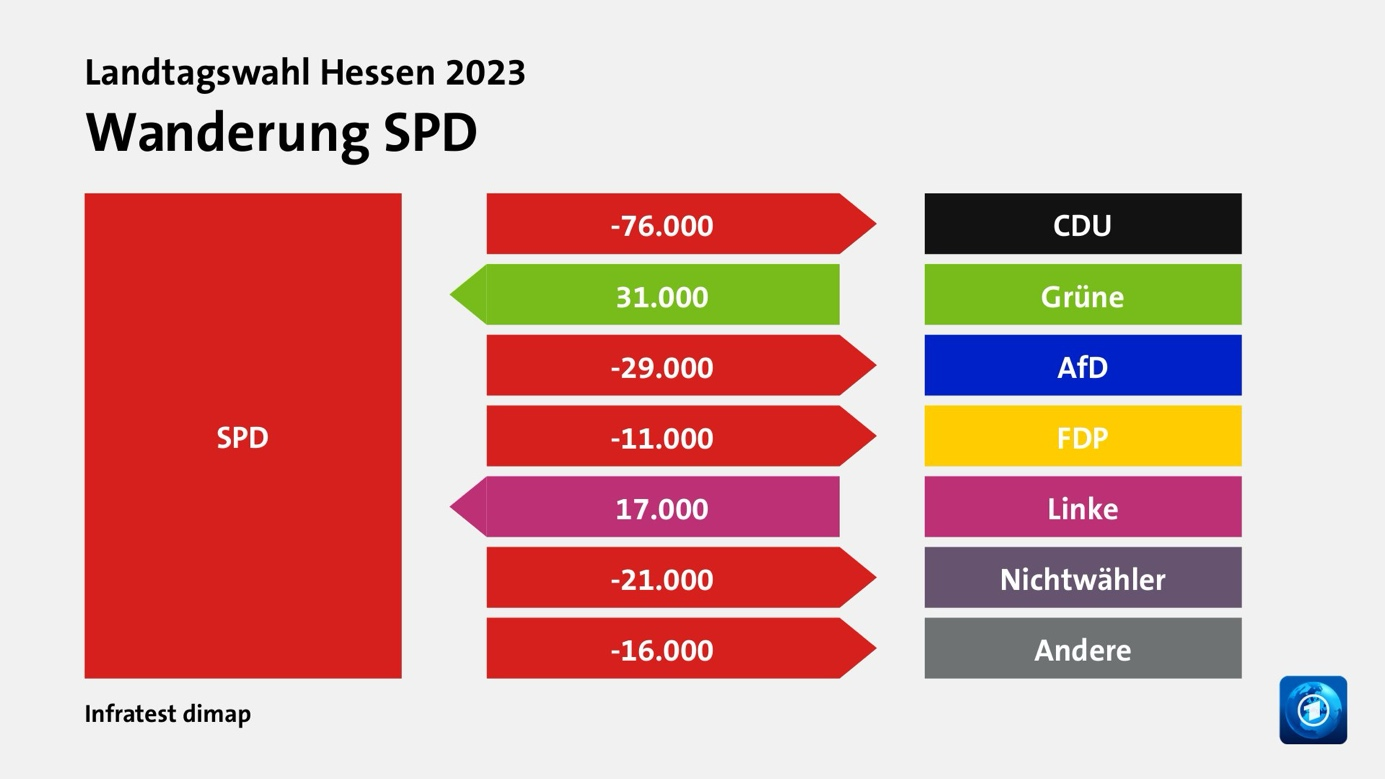 Landtagswahl Hessen 2023
Wanderung SPD
SPD
-76.000 CDU
31.000 Grüne
-29.000 AfD
-11.000 FDP
17.000 Linke
-21.000 Nichtwähler
-16.000 Andere
Infratest dimap
1